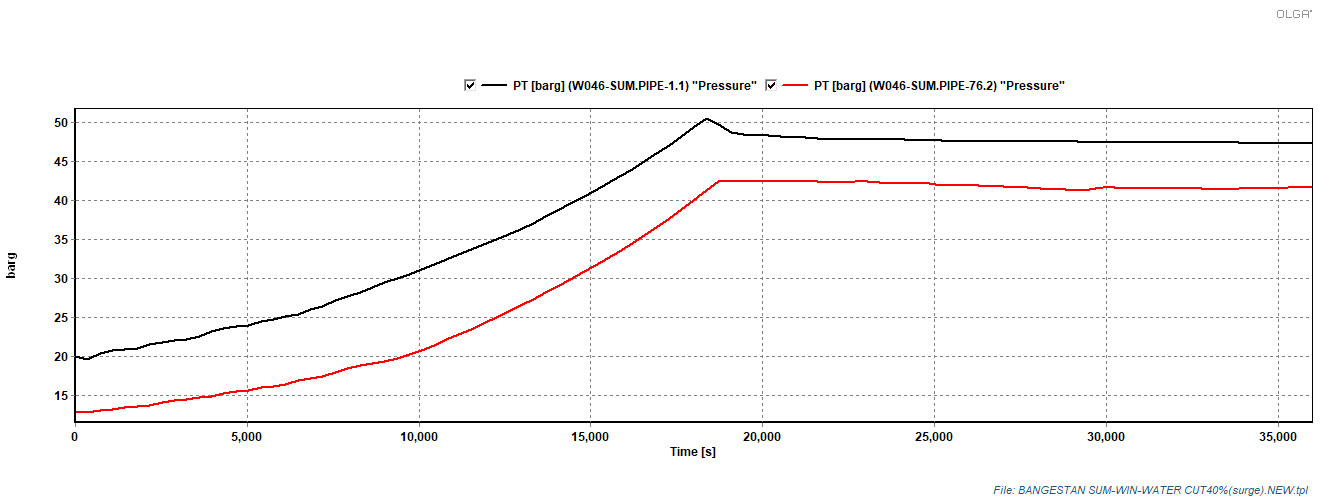 OLGA
PT [barg] (W046-SUM.PIPE-1.1) "Pressure" PT [barg] (W046-SUM.PIPE-76.2) "Pressure"
50
45
40
35
30
25
20
15
barg
0 5,000 10,000 15,000 20,000 25,000 30,000 35,000
Time [s]
File: BANGESTAN SUM-WIN-WATER CUT40%(surge).NEW.tpl